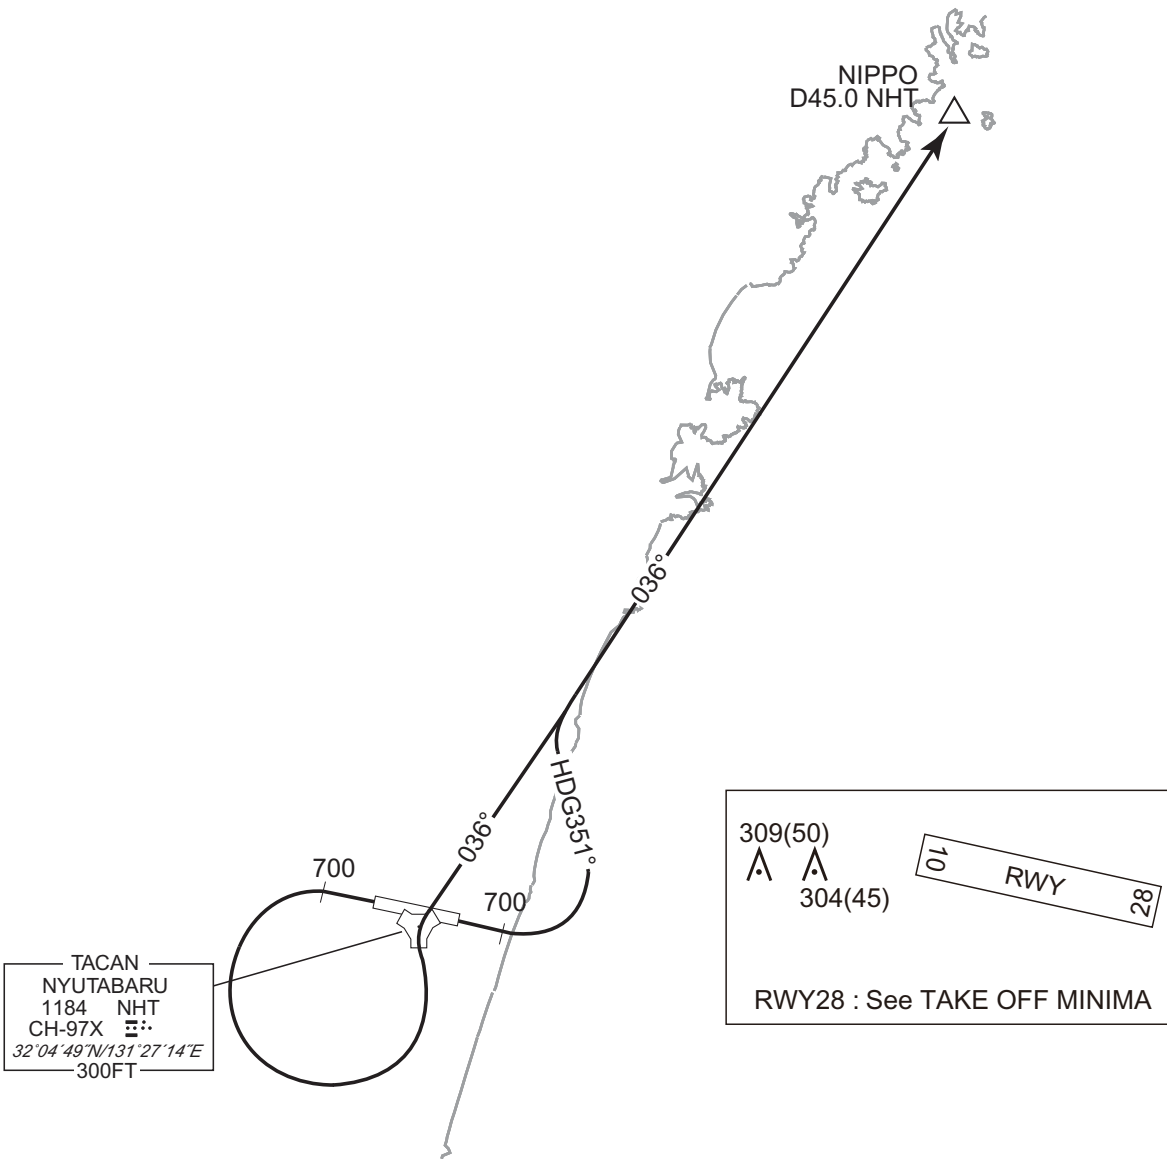 NIPPO
D45.0 NHT
036°
HDG351°
036°
700
700
TACAN
NYUTABARU
1184 NHT
CH-97X
32°04´49˝N/131°27´14˝E
300FT
309(50)
304(45)
10
RWY
28
RWY28 : See TAKE OFF MINIMA